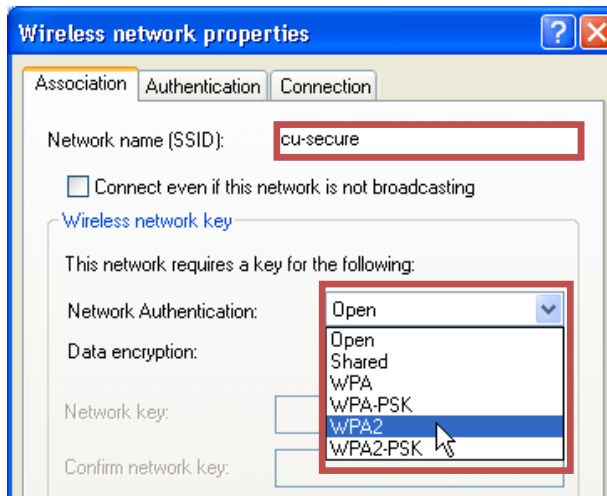 Wireless network properties
Association Authentication Connection
Network name (SSID): cu-secure
Connect even if this network is not broadcasting
Wireless network key
This network requires a key for the following:
Network Authentication: Open
Open
Data encryption:
Shared
WPA
WPA-PSK
Network key:
WPA2
WPA2-PSK
Confirm network key: